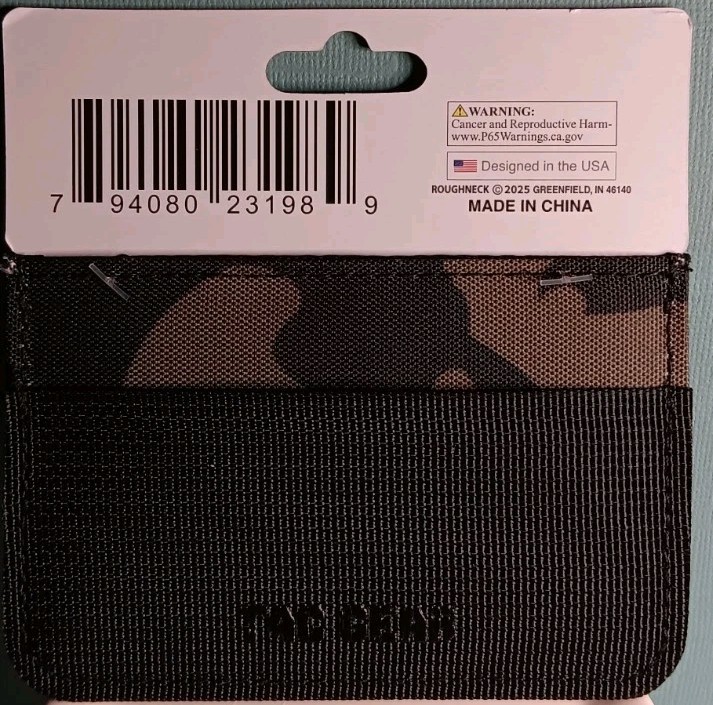 7 94080 23198 9
⚠WARNING:
Cancer and Reproductive Harm-
www.P65Warnings.ca.gov
Designed in the USA
ROUGHNECK © 2025 GREENFIELD, IN 46140
MADE IN CHINA
TAC GEAR